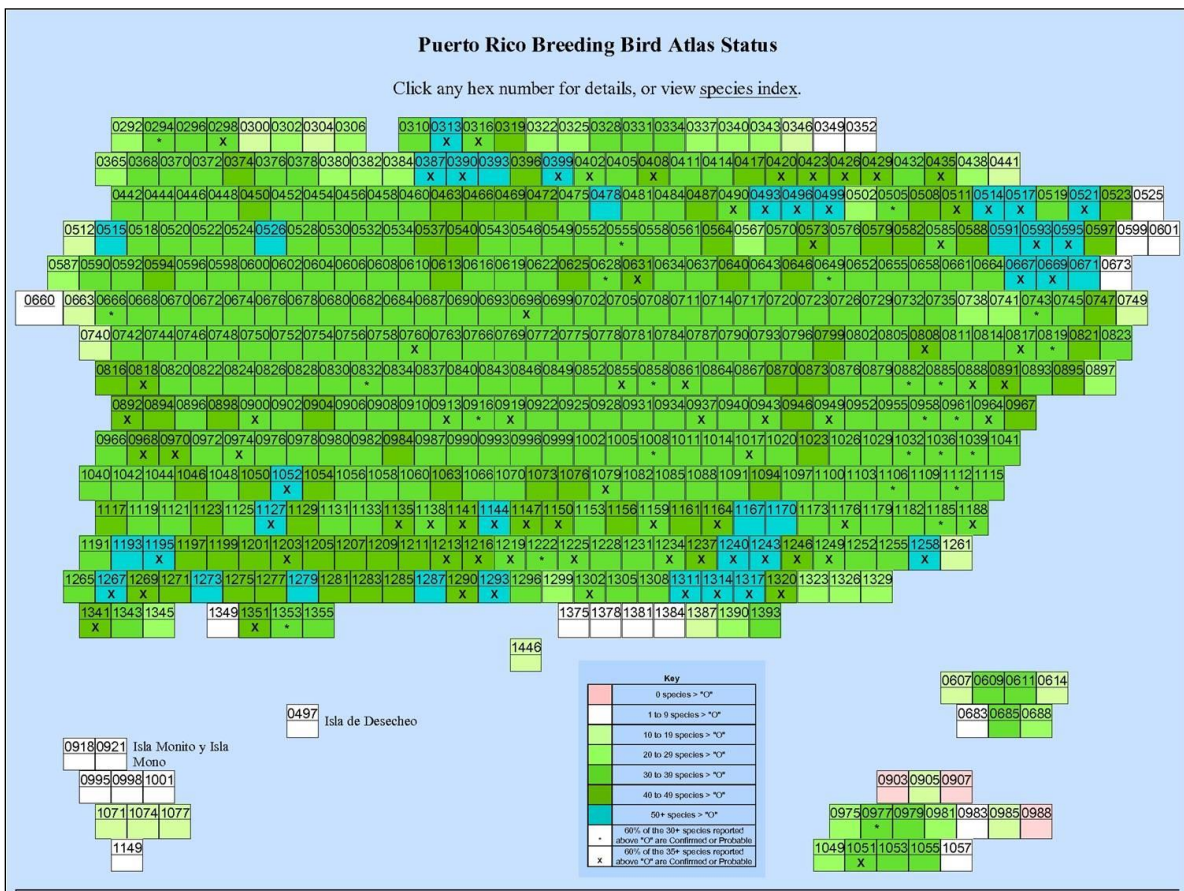 Puerto Rico Breeding Bird Atlas Status
Click any hex number for details, or view species index.
0292 0294 0296 0298 0300 0302 0304 0306 0310 0313 0316 0319 0322 0325 0328 0331 0334 0337 0340 0343 0346 0349 0352
* X X X
0365 0368 0370 0372 0374 0376 0378 0380 0382 0384 0387 0390 0393 0396 0399 0402 0405 0408 0411 0414 0417 0420 0423 0426 0429 0432 0435 0438 0441
X X X X X X X X X X
0442 0444 0446 0448 0450 0452 0454 0456 0458 0460 0463 0466 0469 0472 0475 0478 0481 0484 0487 0490 0493 0496 0499 0502 0505 0508 0511 0514 0517 0519 0521 0523 0525
X X X X * X X X X
0512 0515 0518 0520 0522 0524 0526 0528 0530 0532 0534 0537 0540 0543 0546 0549 0552 0555 0558 0561 0564 0567 0570 0573 0576 0579 0582 0585 0588 0591 0593 0595 0597 0599 0601
* X X X X
0587 0590 0592 0594 0596 0598 0600 0602 0604 0606 0608 0610 0613 0616 0619 0622 0625 0628 0631 0634 0637 0640 0643 0646 0649 0652 0655 0658 0661 0664 0667 0669 0671 0673
* X * X X
0660 0663 0666 0668 0670 0672 0674 0676 0678 0680 0682 0684 0687 0690 0693 0696 0699 0702 0705 0708 0711 0714 0717 0720 0723 0726 0729 0732 0735 0738 0741 0743 0745 0747 0749
* X *
0740 0742 0744 0746 0748 0750 0752 0754 0756 0758 0760 0763 0766 0769 0772 0775 0778 0781 0784 0787 0790 0793 0796 0799 0802 0805 0808 0811 0814 0817 0819 0821 0823
X X X *
0816 0818 0820 0822 0824 0826 0828 0830 0832 0834 0837 0840 0843 0846 0849 0852 0855 0858 0861 0864 0867 0870 0873 0876 0879 0882 0885 0888 0891 0893 0895 0897
X * X * X * * X X
0892 0894 0896 0898 0900 0902 0904 0906 0908 0910 0913 0916 0919 0922 0925 0928 0931 0934 0937 0940 0943 0946 0949 0952 0955 0958 0961 0964 0967
X X X * X X X X * * X
0966 0968 0970 0972 0974 0976 0978 0980 0982 0984 0987 0990 0993 0996 0999 1002 1005 1008 1011 1014 1017 1020 1023 1026 1029 1032 1036 1039 1041
X X X * X * * *
1040 1042 1044 1046 1048 1050 1052 1054 1056 1058 1060 1063 1066 1070 1073 1076 1079 1082 1085 1088 1091 1094 1097 1100 1103 1106 1109 1112 1115
X X * *
1117 1119 1121 1123 1125 1127 1129 1131 1133 1135 1138 1141 1144 1147 1150 1153 1156 1159 1161 1164 1167 1170 1173 1176 1179 1182 1185 1188
X X X X X X X X X X * X
1191 1193 1195 1197 1199 1201 1203 1205 1207 1209 1211 1213 1216 1219 1222 1225 1228 1231 1234 1237 1240 1243 1246 1249 1252 1255 1258 1261
X X X X X * X X X X X X X X
1265 1267 1269 1271 1273 1275 1277 1279 1281 1283 1285 1287 1290 1293 1296 1299 1302 1305 1308 1311 1314 1317 1320 1323 1326 1329
X X X X X X X X X
1341 1343 1345 1349 1351 1353 1355 1375 1378 1381 1384 1387 1390 1393
X X *
1446
Key
0 species > "O"
1 to 9 species > "O"
10 to 19 species > "O"
20 to 29 species > "O"
30 to 39 species > "O"
40 to 49 species > "O"
50+ species > "O"
* 60% of the 30+ species reported
above "O" are Confirmed or Probable
X 60% of the 35+ species reported
above "O" are Confirmed or Probable
0497 Isla de Desecheo
0918 0921 Isla Monito y Isla
Mono
0995 0998 1001
1071 1074 1077
1149
0607 0609 0611 0614
0683 0685 0688
0903 0905 0907
0975 0977 0979 0981 0983 0985 0988
*
1049 1051 1053 1055 1057
X